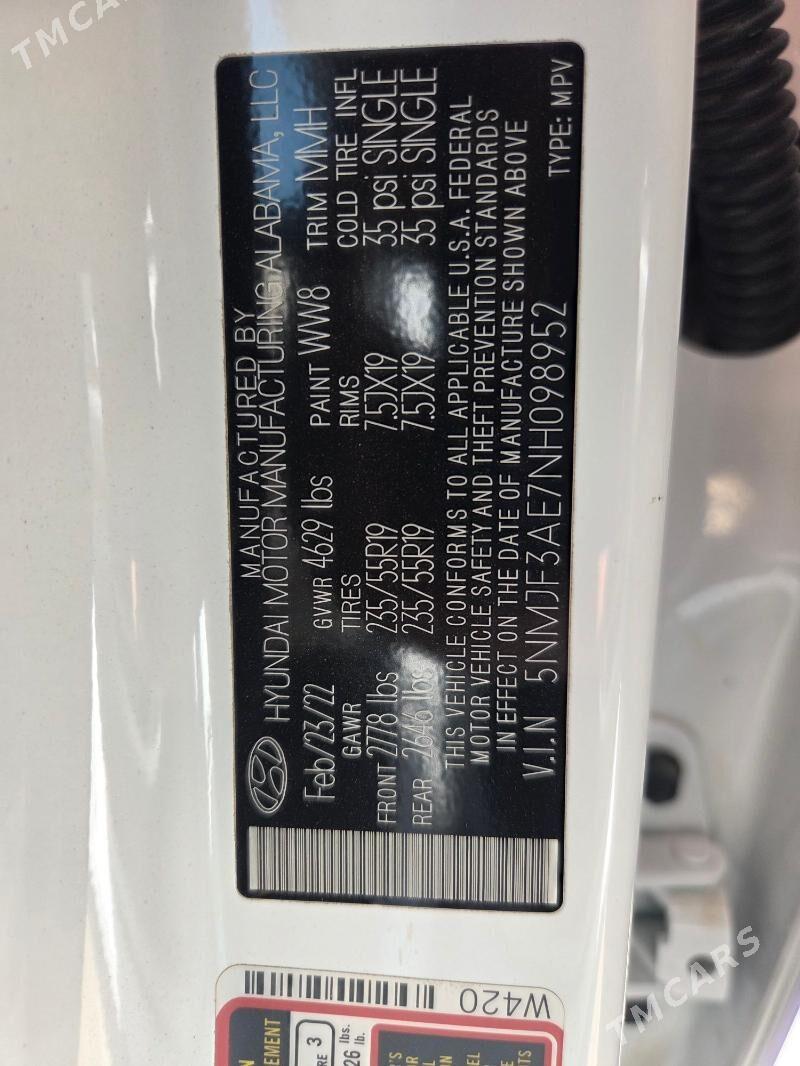 MANUFACTURED BY
HYUNDAI MOTOR MANUFACTURING ALABAMA, LLC
Feb/23/22 GVWR 4629 lbs PAINT WW8 TRIM MMH
GAWR TIRES RIMS COLD TIRE INFL
FRONT 2778 lbs 235/55R19 7.5JX19 35 psi SINGLE
REAR 2646 lbs 235/55R19 7.5JX19 35 psi SINGLE
THIS VEHICLE CONFORMS TO ALL APPLICABLE U.S.A. FEDERAL
MOTOR VEHICLE SAFETY AND THEFT PREVENTION STANDARDS
IN EFFECT ON THE DATE OF MANUFACTURE SHOWN ABOVE
V.I.N 5NMJF3AE7NH098952 TYPE: MPV
W420
3
lbs.
lb.
TMCARS
TMCARS